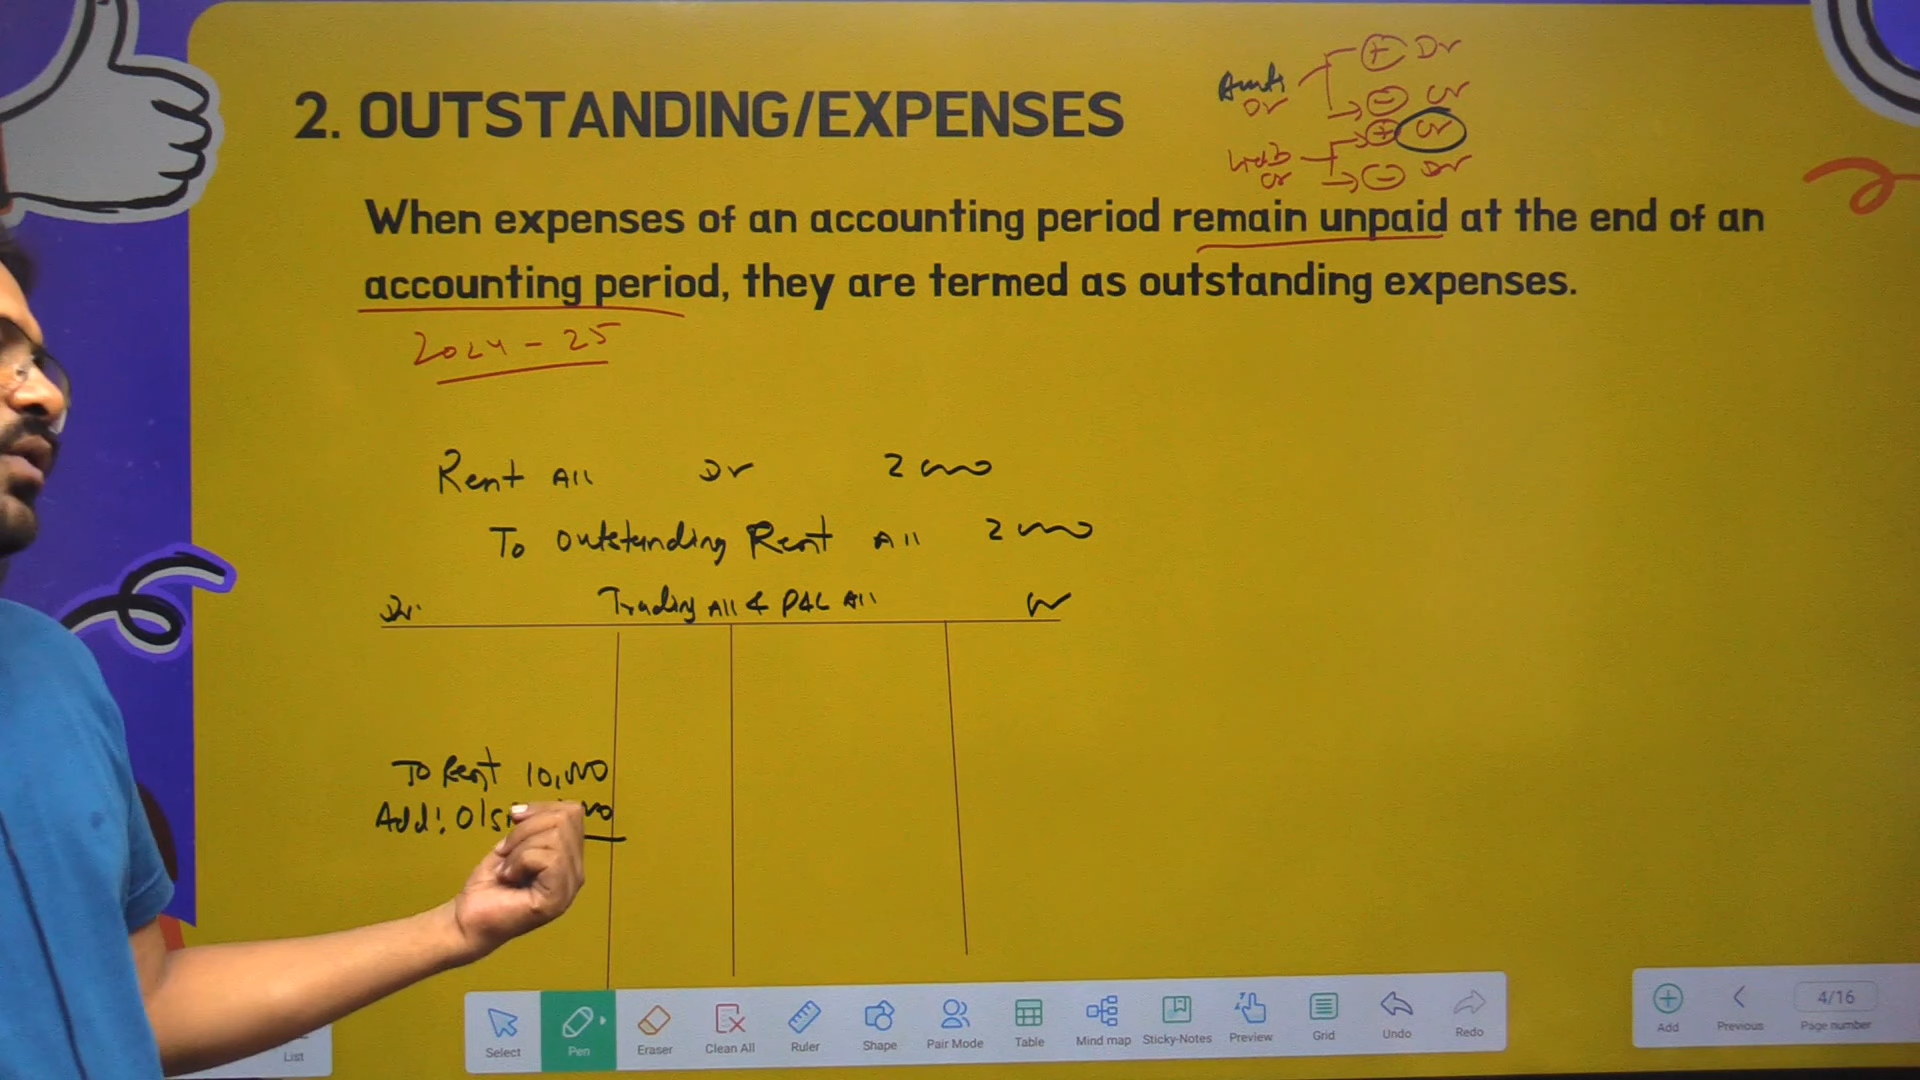 2. OUTSTANDING/EXPENSES
⊕ Dr
Dr
⊖ Cr
⊕ Cr
Cr
⊖ Dr
When expenses of an accounting period remain unpaid at the end of an
accounting period, they are termed as outstanding expenses.
2024 - 25
Rent A/c Dr 2000
To Outstanding Rent A/c 2000
Dr. Trading A/c & P&L A/c Cr
To Rent 10,000
Add: O/s
List
Select
Pen
Eraser
Clean All
Ruler
Shape
Pair Mode
Table
Mind map
Sticky-Notes
Preview
Grid
Undo
Redo
Add
Previous
4/16
Page number